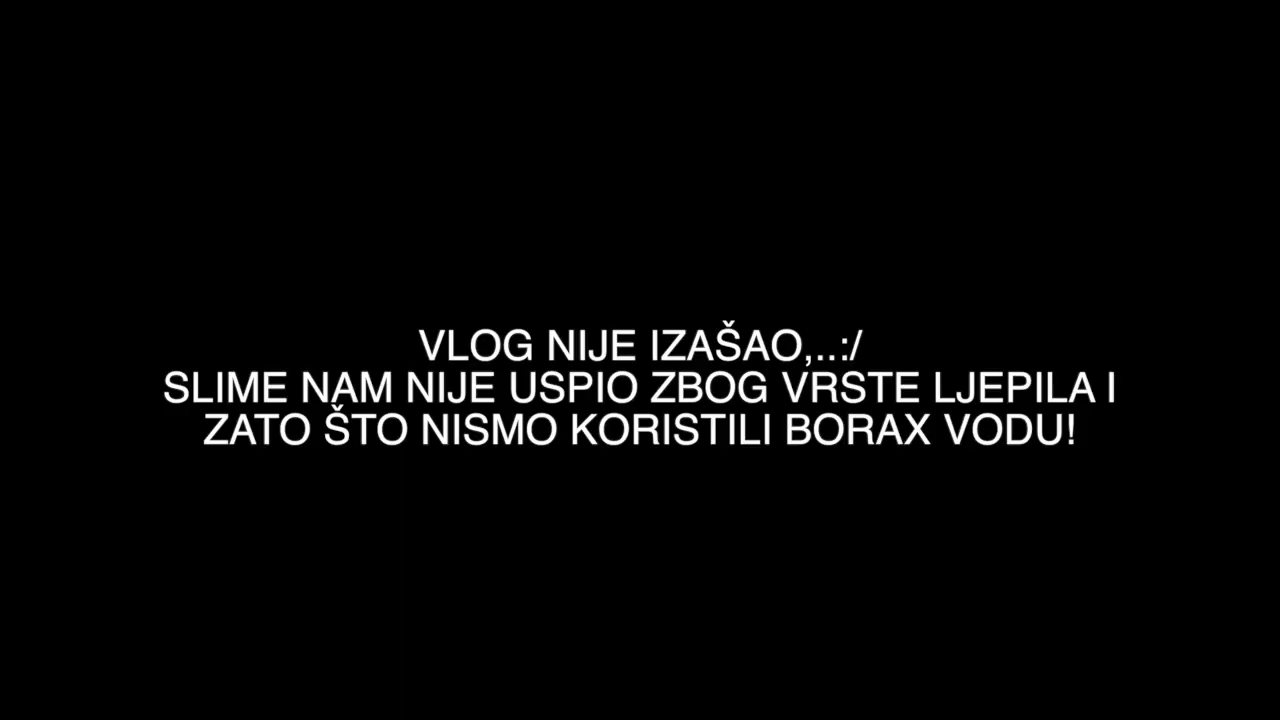 VLOG NIJE IZAŠAO,..:/
SLIME NAM NIJE USPIO ZBOG VRSTE LJEPILA I
ZATO ŠTO NISMO KORISTILI BORAX VODU!